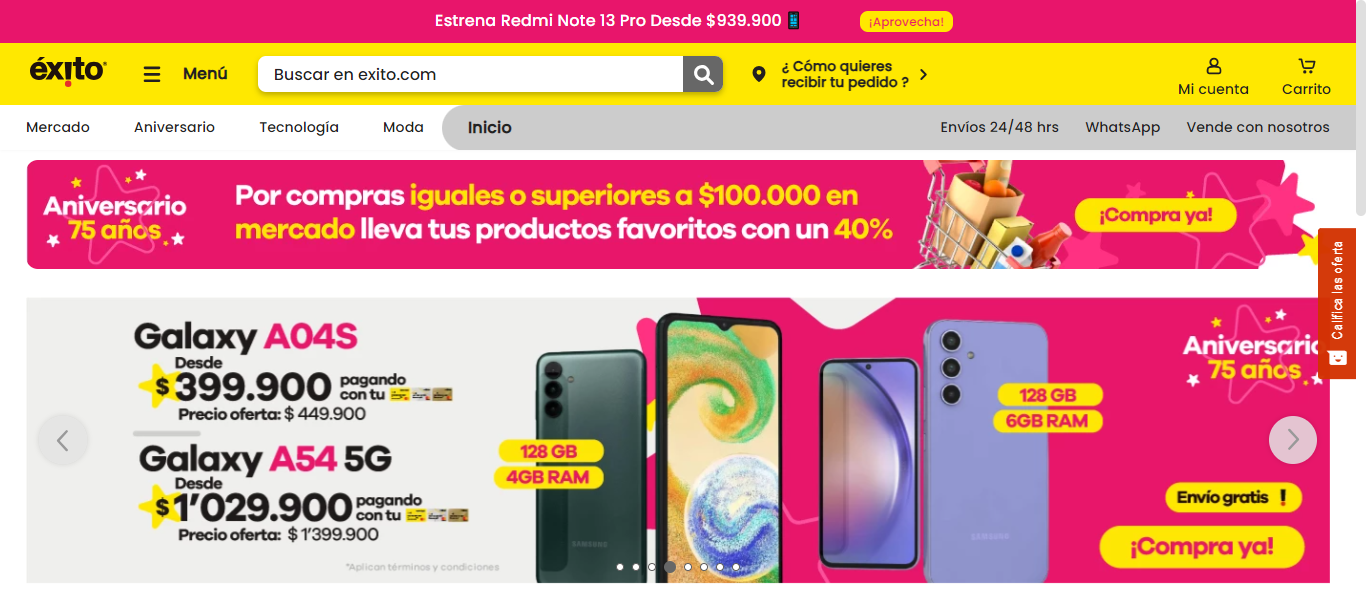 Estrena Redmi Note 13 Pro Desde $939.900
¡Aprovecha!
éxito
Menú
Buscar en exito.com
¿ Cómo quieres
recibir tu pedido ?
Mi cuenta
Carrito
Mercado
Aniversario
Tecnología
Moda
Inicio
Envíos 24/48 hrs
WhatsApp
Vende con nosotros
Aniversario
75 años
Por compras iguales o superiores a $100.000 en
mercado lleva tus productos favoritos con un 40%
¡Compra ya!
Califica las oferta
Galaxy A04S
Desde
$399.900 pagando
con tu
Precio oferta: $ 449.900
Galaxy A54 5G
Desde
$1’029.900 pagando
con tu
Precio oferta: $ 1’399.900
*Aplican términos y condiciones
128 GB
4GB RAM
SAMSUNG
128 GB
6GB RAM
SAMSUNG
Aniversario
75 años
Envío gratis !
¡Compra ya!